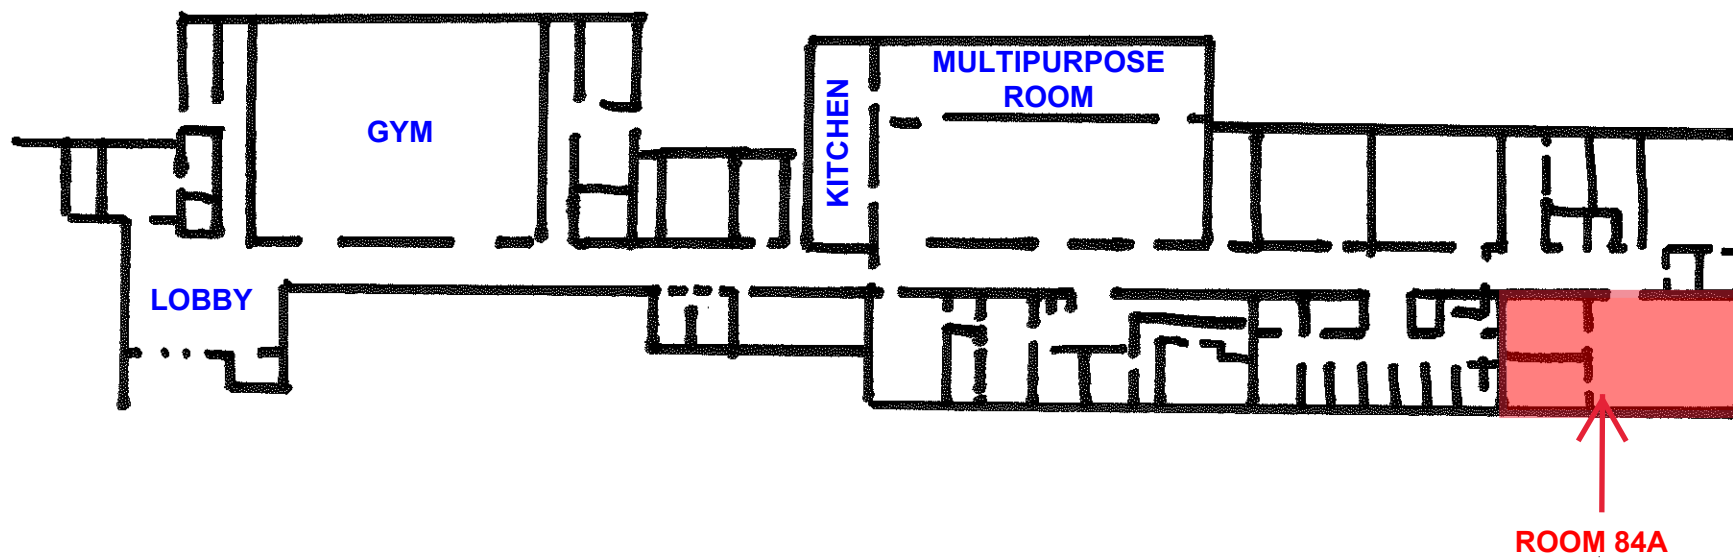 MULTIPURPOSE
ROOM
GYM
KITCHEN
LOBBY
ROOM 84A